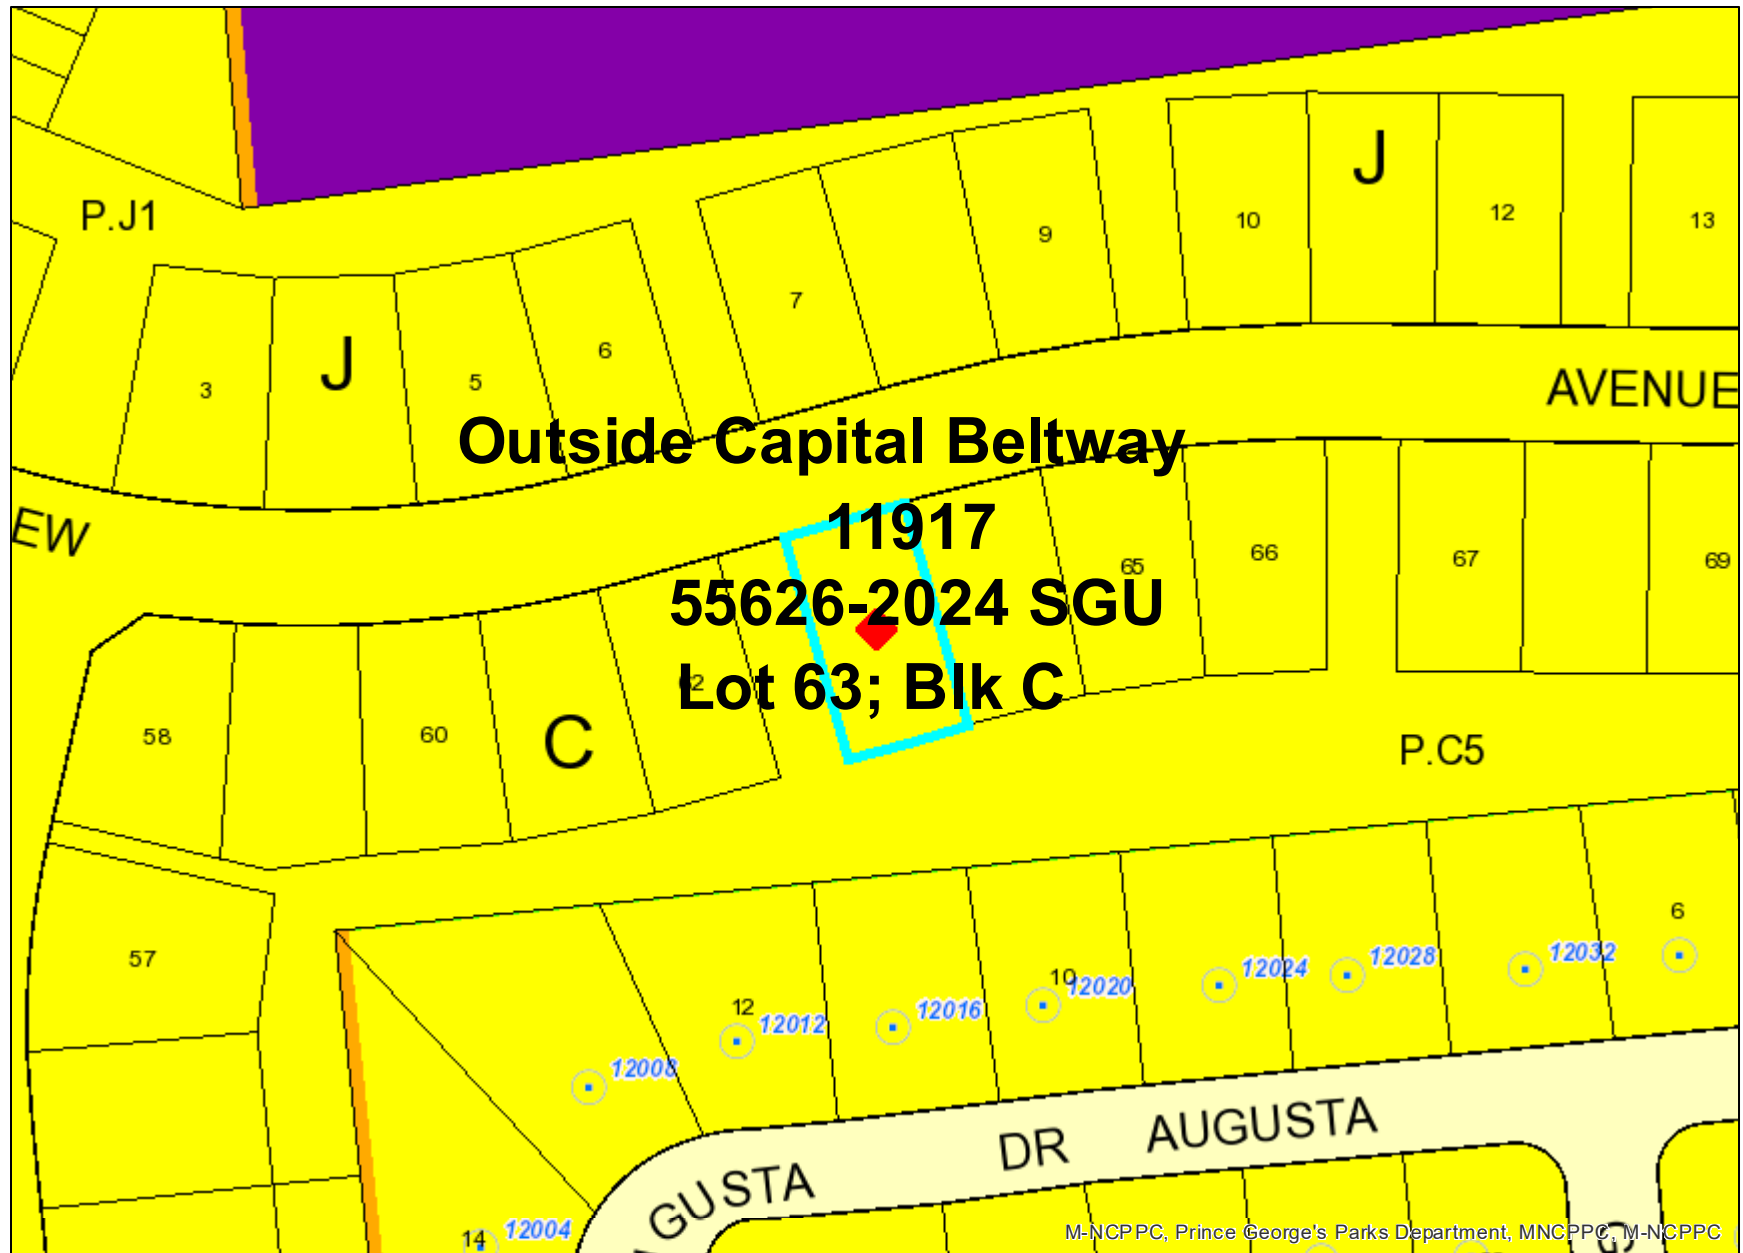 P.J1
J
9
10
12
13
7
J
3
5
6
AVENUE
Outside Capital Beltway
11917
EW
55626-2024 SGU
Lot 63; Blk C
65
66
67
69
62
58
60
C
P.C5
57
6
12
12008
12012
12016
10
12020
12024
12028
12032
DR AUGUSTA
GUSTA
14
12004
M-NCPPC, Prince George's Parks Department, MNCPPC, M-NCPPC